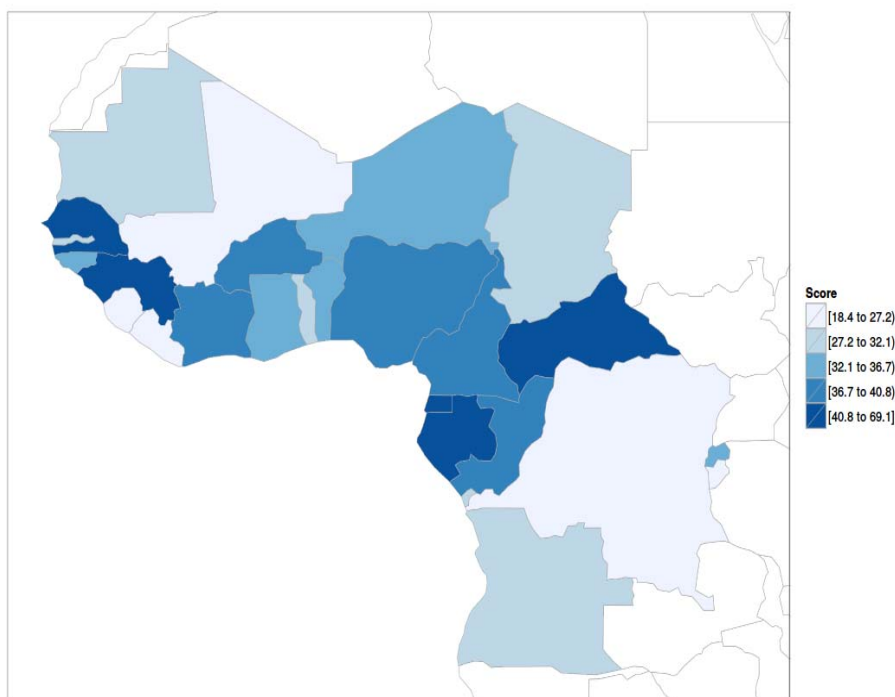 Score
[18.4 to 27.2)
[27.2 to 32.1)
[32.1 to 36.7)
[36.7 to 40.8)
[40.8 to 69.1]